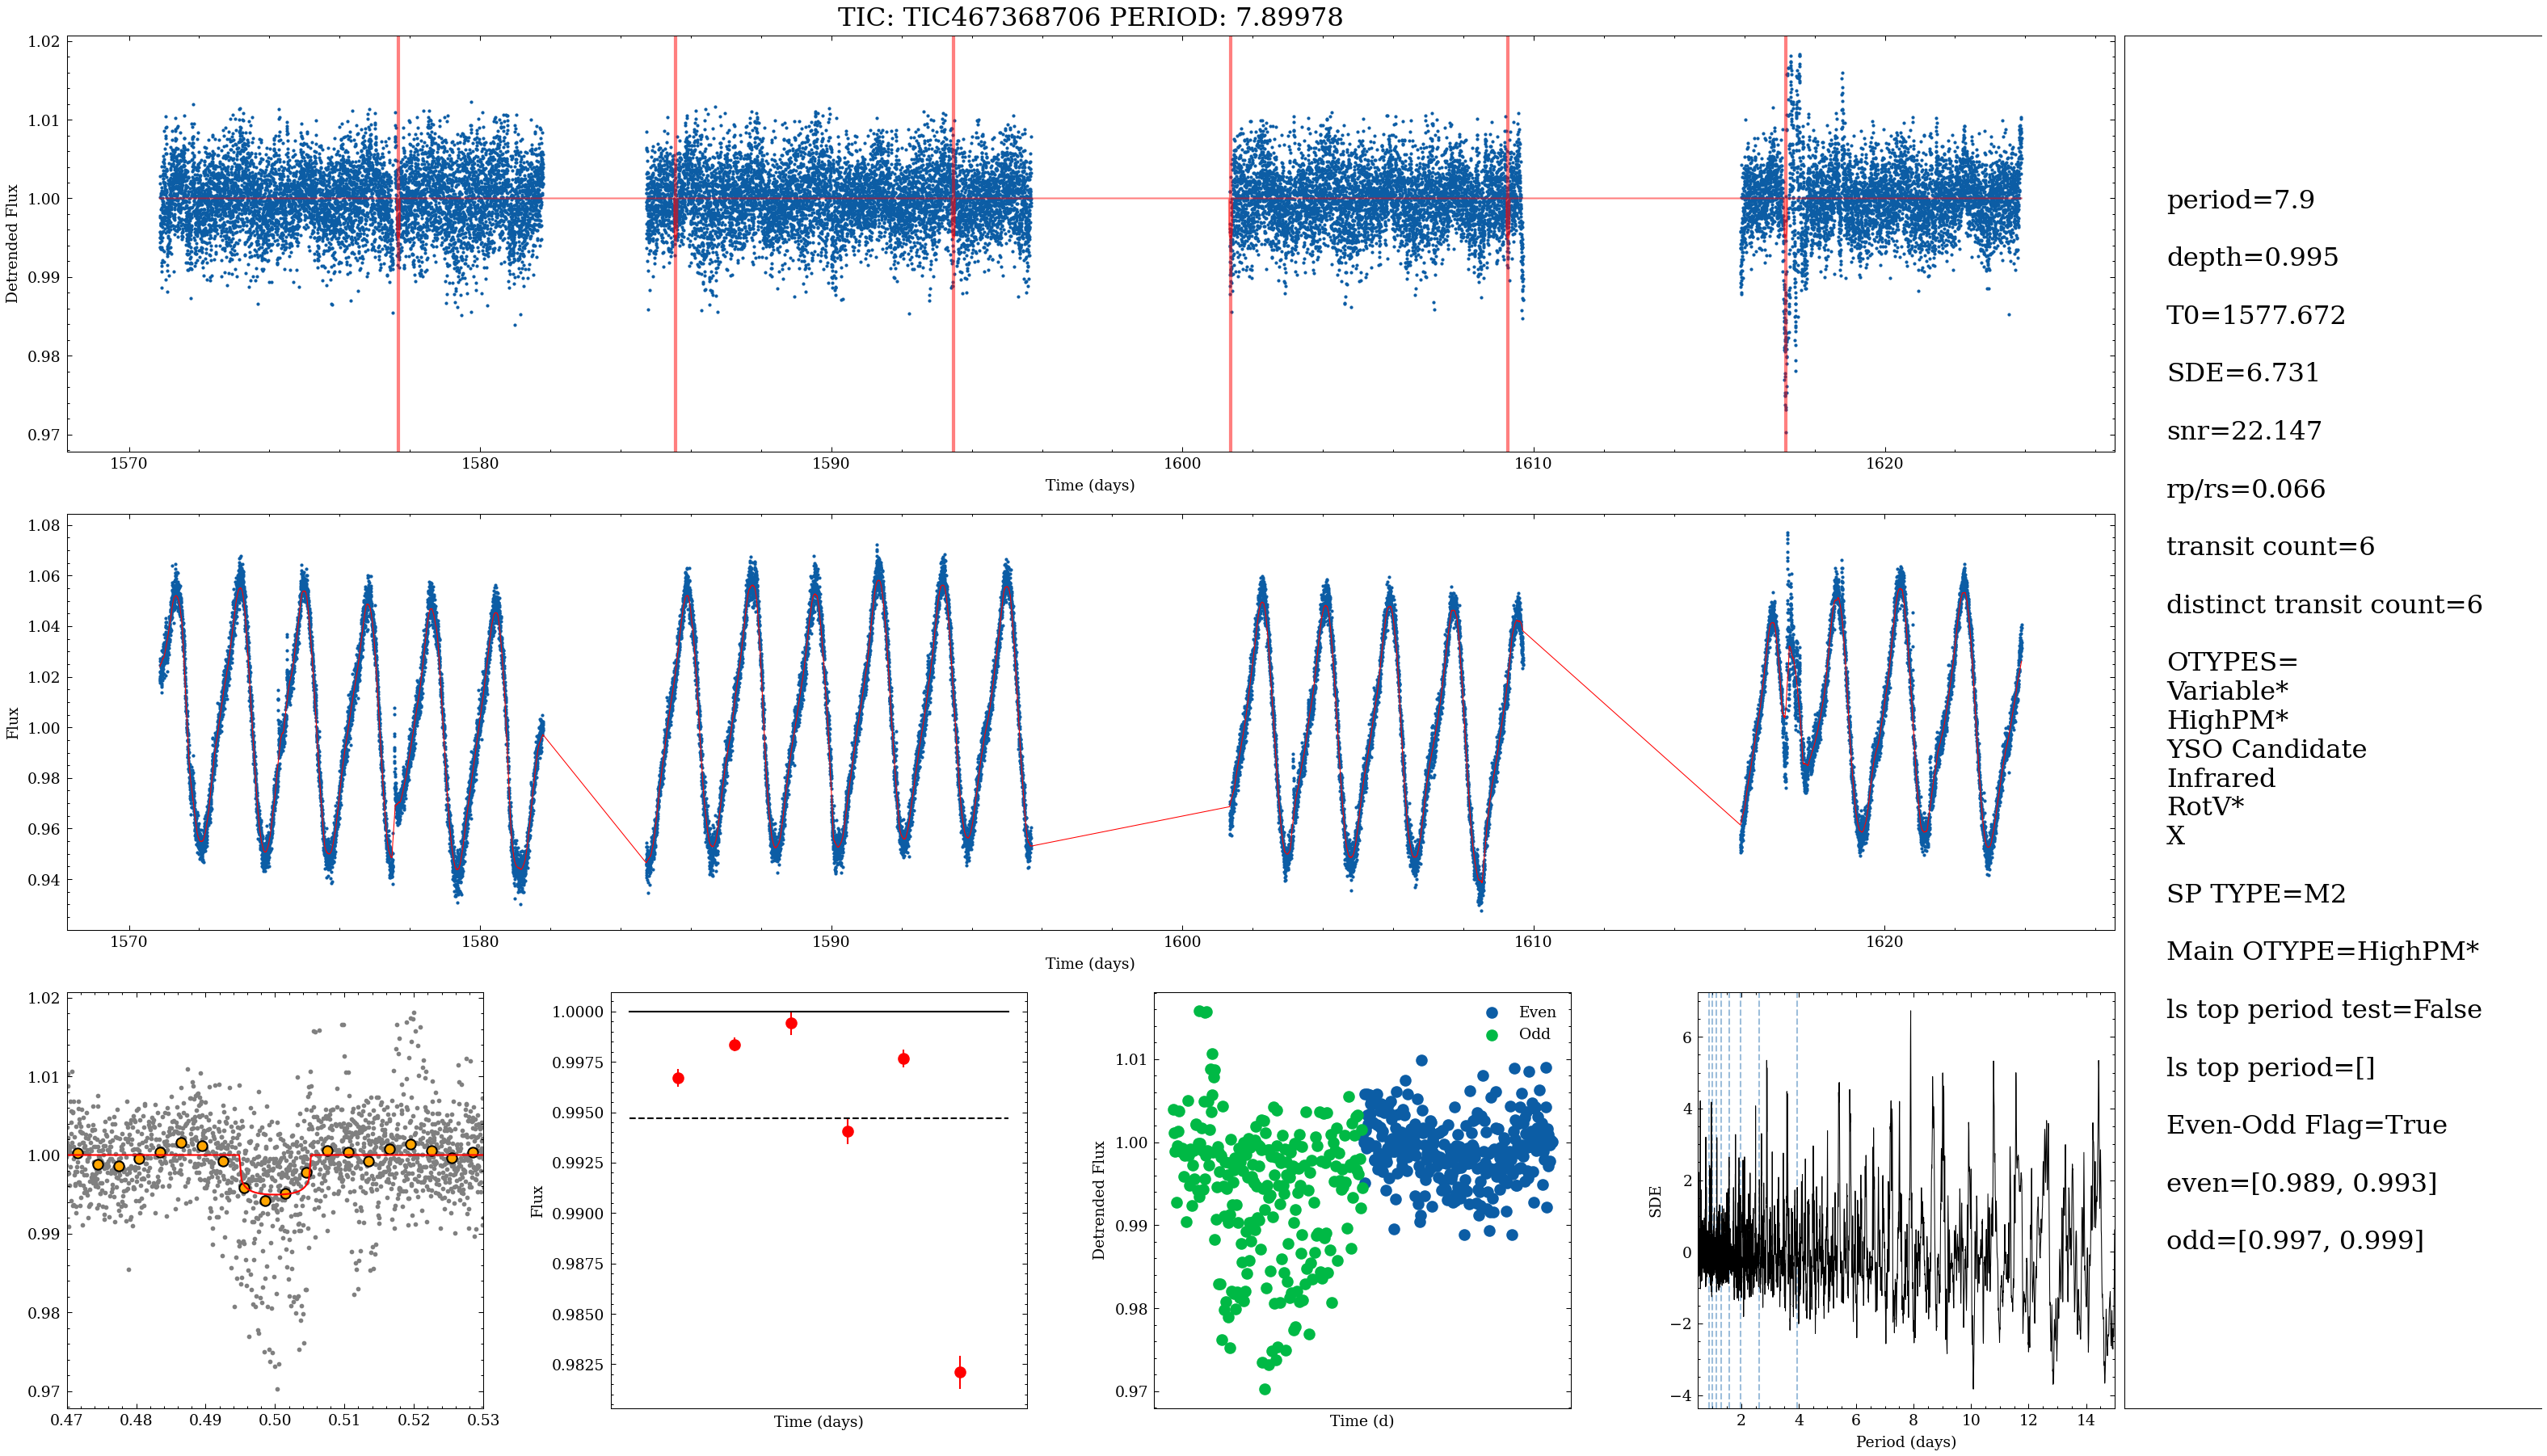 TIC: TIC467368706 PERIOD: 7.89978
1.02
1.01
1.00
0.99
0.98
0.97
Detrended Flux
1570
1580
1590
1600
1610
1620
Time (days)
1.08
1.06
1.04
1.02
1.00
0.98
0.96
0.94
Flux
1570
1580
1590
1600
1610
1620
Time (days)
1.02
1.01
1.00
0.99
0.98
0.97
0.47
0.48
0.49
0.50
0.51
0.52
0.53
1.0000
0.9975
0.9950
0.9925
0.9900
0.9875
0.9850
0.9825
Flux
Time (days)
Even
Odd
1.01
1.00
0.99
0.98
0.97
Detrended Flux
Time (d)
6
4
2
0
−2
−4
SDE
2
4
6
8
10
12
14
Period (days)
period=7.9
depth=0.995
T0=1577.672
SDE=6.731
snr=22.147
rp/rs=0.066
transit count=6
distinct transit count=6
OTYPES=
Variable*
HighPM*
YSO Candidate
Infrared
RotV*
X
SP TYPE=M2
Main OTYPE=HighPM*
ls top period test=False
ls top period=[]
Even-Odd Flag=True
even=[0.989, 0.993]
odd=[0.997, 0.999]